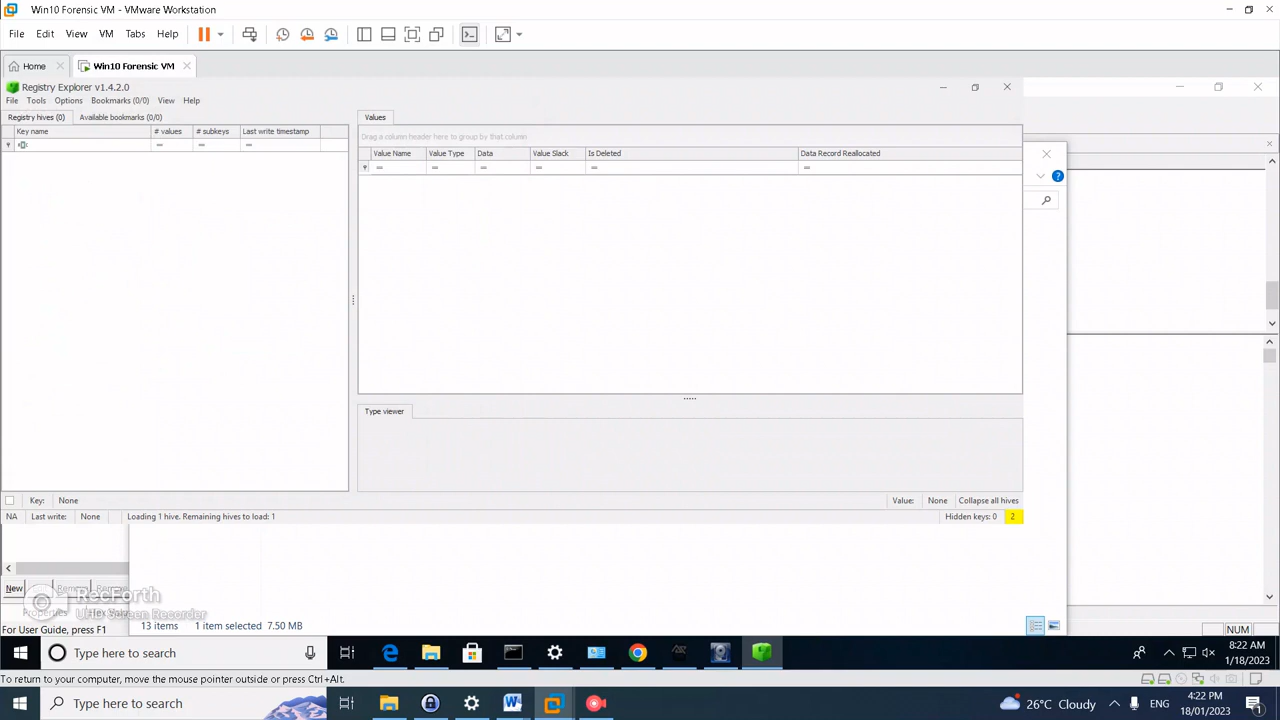 Win10 Forensic VM - VMware Workstation
File Edit View VM Tabs Help
Home Win10 Forensic VM
Registry Explorer v1.4.2.0
File Tools Options Bookmarks (0/0) View Help
Registry hives (0) Available bookmarks (0/0) Values
Drag a column header here to group by that column
Key name # values # subkeys Last write timestamp
Value Name Value Type Data Value Slack Is Deleted Data Record Reallocated
Type viewer
Key: None Value: None Collapse all hives
NA Last write: None Loading 1 hive. Remaining hives to load: 1 Hidden keys: 0 2
New
RecForth
UHD Screen Recorder
Properties
13 items 1 item selected 7.50 MB
For User Guide, press F1 NUM
Type here to search 8:22 AM
1/18/2023
To return to your computer, move the mouse pointer outside or press Ctrl+Alt.
Type here to search 26°C Cloudy ENG 4:22 PM
18/01/2023